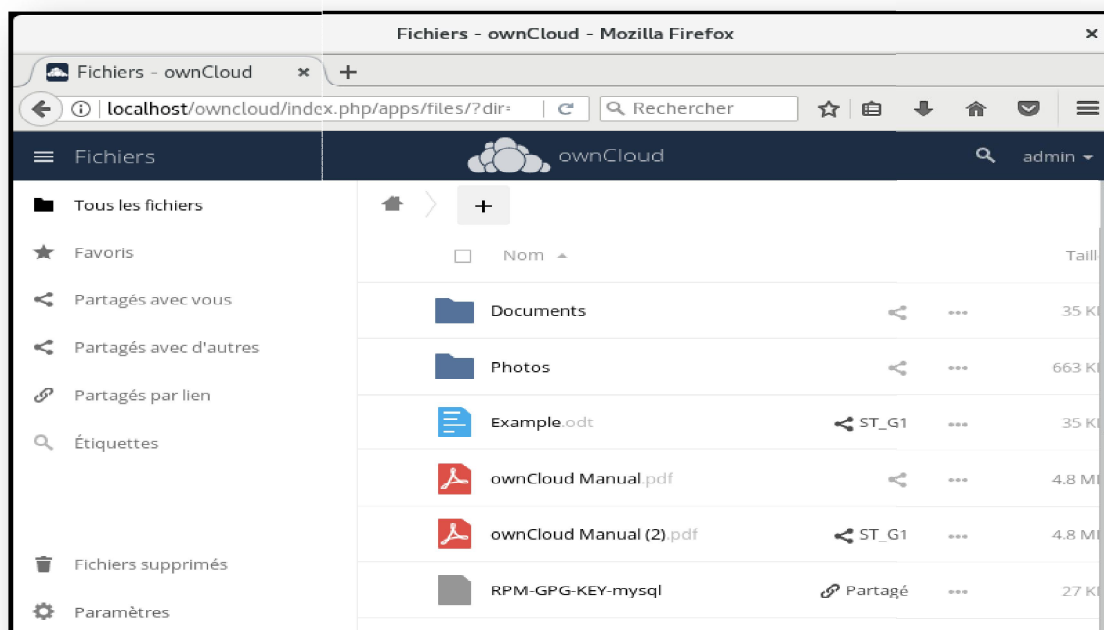 Fichiers - ownCloud - Mozilla Firefox
Fichiers - ownCloud
localhost/owncloud/index.php/apps/files/?dir=
Rechercher
Fichiers
ownCloud
admin
Tous les fichiers
Favoris
Partagés avec vous
Partagés avec d'autres
Partagés par lien
Étiquettes
Fichiers supprimés
Paramètres
Nom
Taill
Documents 35 K
Photos 663 K
Example.odt ST_G1 35 K
ownCloud Manual.pdf 4.8 M
ownCloud Manual (2).pdf ST_G1 4.8 M
RPM-GPG-KEY-mysql Partagé 27 K